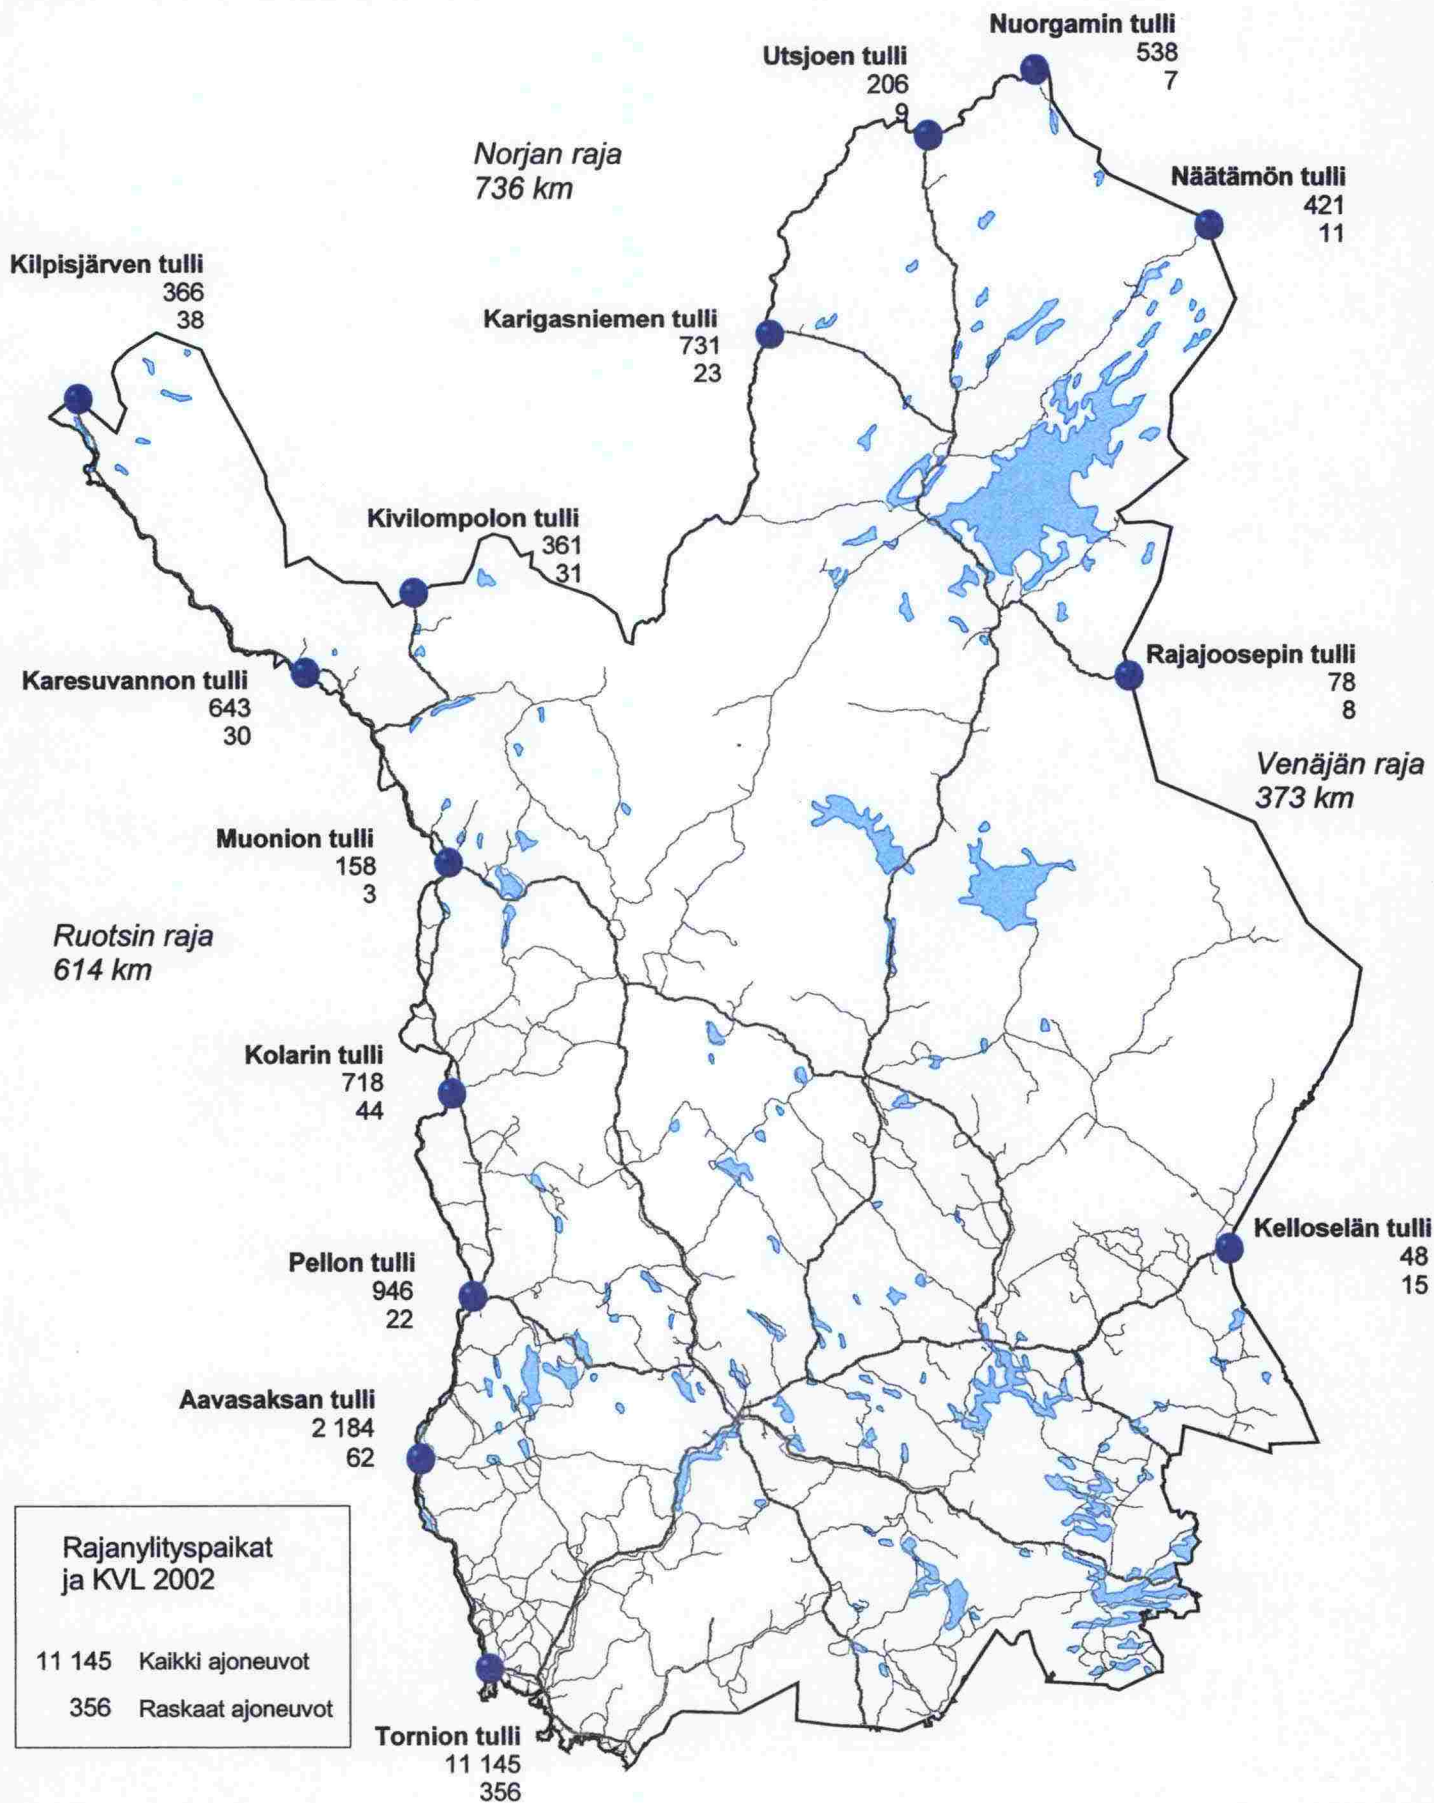 Nuorgamin tulli
538
7
Utsjoen tulli
206
9
Norjan raja
736 km
Näätämön tulli
421
11
Kilpisjärven tulli
366
38
Karigasniemen tulli
731
23
Kivilompolon tulli
361
31
Karesuvannon tulli
643
30
Rajajoosepin tulli
78
8
Venäjän raja
373 km
Muonion tulli
158
3
Ruotsin raja
614 km
Kolarin tulli
718
44
Kelloselän tulli
48
15
Pellon tulli
946
22
Aavasaksan tulli
2 184
62
Rajanylityspaikat
ja KVL 2002
11 145 Kaikki ajoneuvot
356 Raskaat ajoneuvot
Tornion tulli
11 145
356